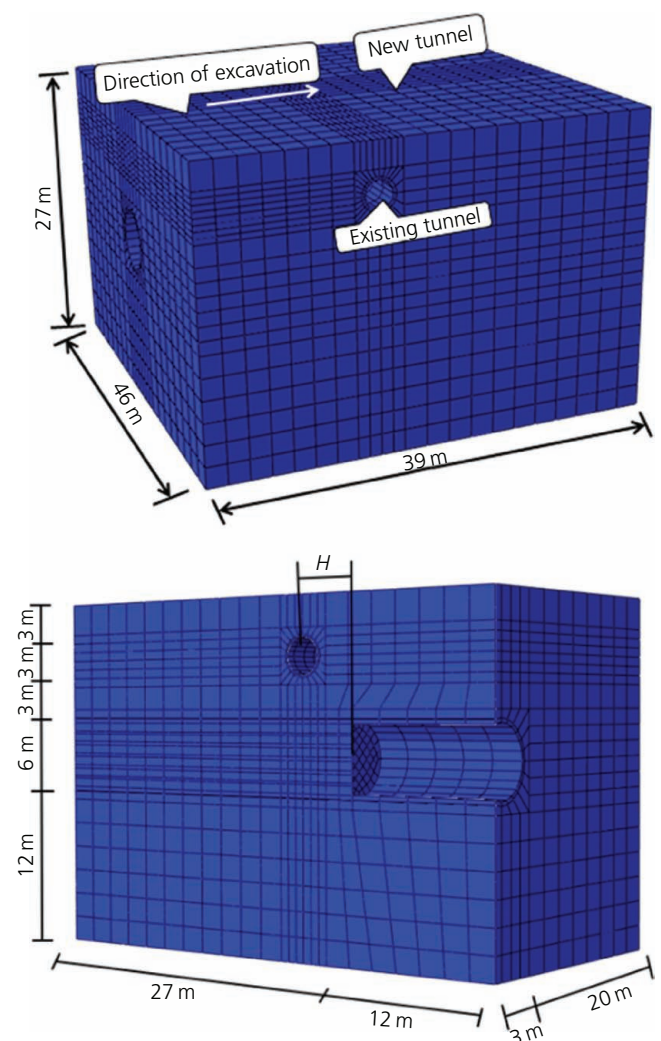 Direction of excavation
New tunnel
Existing tunnel
27 m
46 m
39 m
H
3 m
3 m
3 m
6 m
12 m
27 m
12 m
3 m
20 m